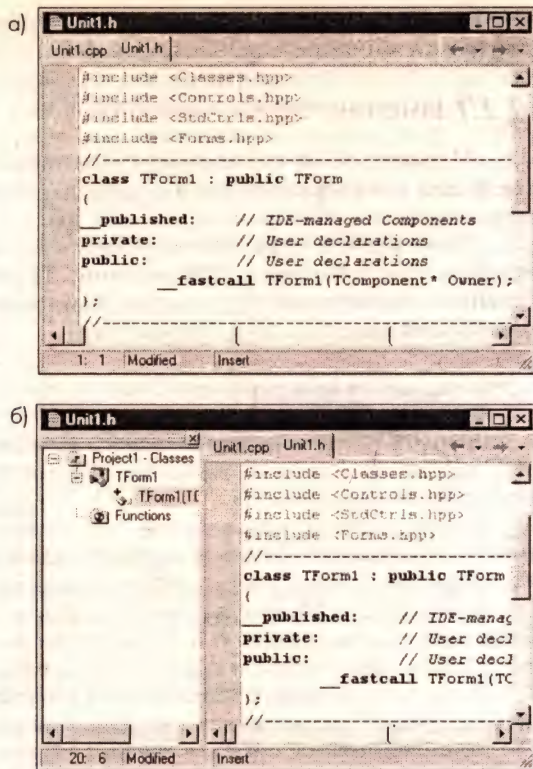 а)
Unit1.h
Unit1.cpp Unit1.h
#include <Classes.hpp>
#include <Controls.hpp>
#include <StdCtrls.hpp>
#include <Forms.hpp>
//------------------------------------
class TForm1 : public TForm
{
__published: // IDE-managed Components
private: // User declarations
public: // User declarations
__fastcall TForm1(TComponent* Owner);
};
//------------------------------------
1: 1 Modified Insert
б)
Unit1.h
Project1 - Classes
TForm1
TForm1(TC
Functions
Unit1.cpp Unit1.h
#include <Classes.hpp>
#include <Controls.hpp>
#include <StdCtrls.hpp>
#include <Forms.hpp>
//-----------------------
class TForm1 : public TForm
{
__published: // IDE-manag
private: // User decl
public: // User decl
__fastcall TForm1(TC
};
//-----------------------
20: 6 Modified Insert